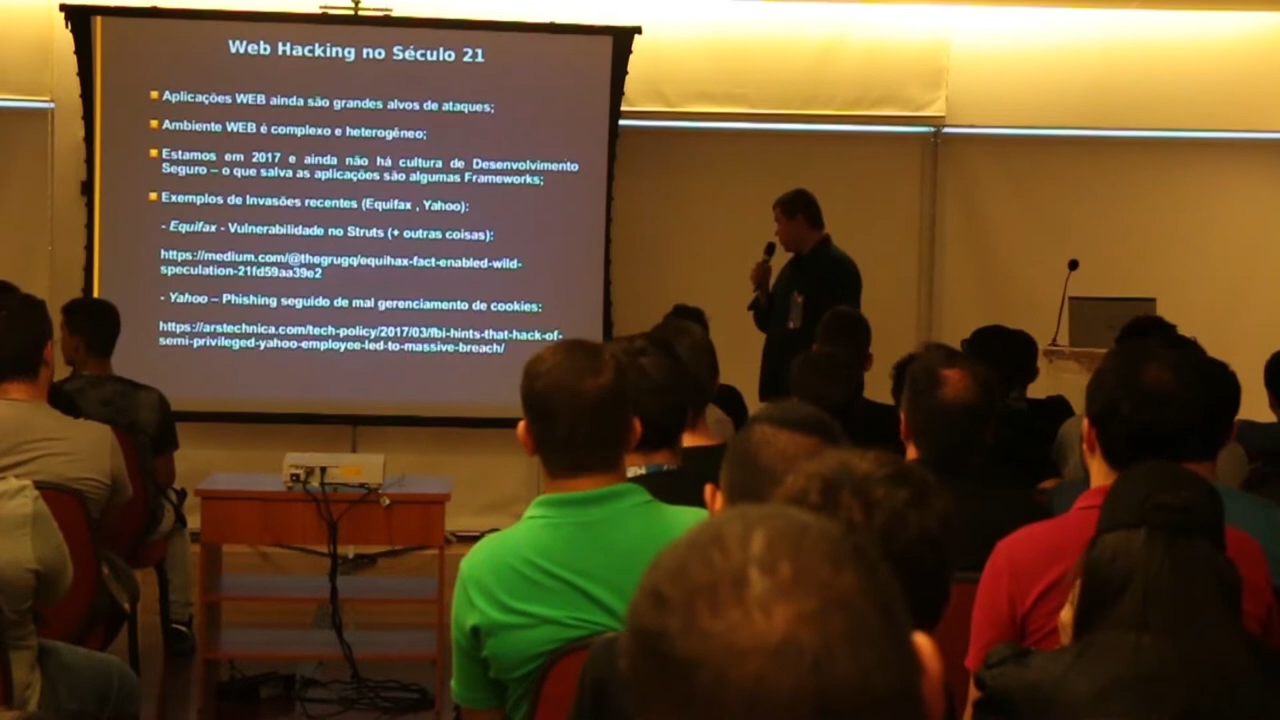 Web Hacking no Século 21
Aplicações WEB ainda são grandes alvos de ataques;
Ambiente WEB é complexo e heterogêneo;
Estamos em 2017 e ainda não há cultura de Desenvolvimento
Seguro – o que salva as aplicações são algumas Frameworks;
Exemplos de Invasões recentes (Equifax , Yahoo):
- Equifax - Vulnerabilidade no Struts (+ outras coisas):
https://medium.com/@thegrugq/equihax-fact-enabled-wild-
speculation-21fd59aa39e2
- Yahoo – Phishing seguido de mal gerenciamento de cookies:
https://arstechnica.com/tech-policy/2017/03/fbi-hints-that-hack-of-
semi-privileged-yahoo-employee-led-to-massive-breach/